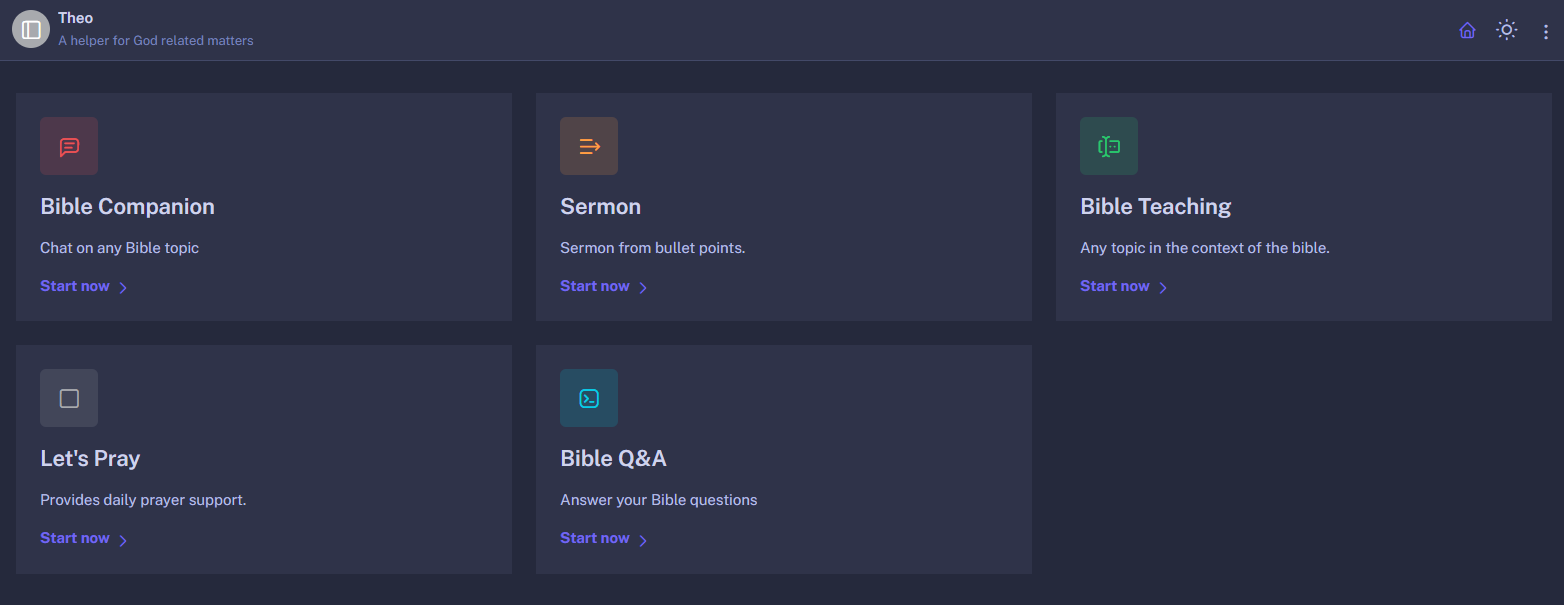 Theo
A helper for God related matters
Bible Companion
Chat on any Bible topic
Start now
Sermon
Sermon from bullet points.
Start now
Bible Teaching
Any topic in the context of the bible.
Start now
Let's Pray
Provides daily prayer support.
Start now
Bible Q&A
Answer your Bible questions
Start now